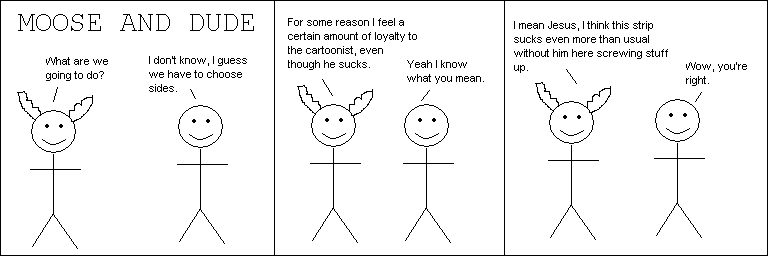 MOOSE AND DUDE
What are we
going to do?
I don't know, I guess
we have to choose
sides.
For some reason I feel a
certain amount of loyalty to
the cartoonist, even
though he sucks.
Yeah I know
what you mean.
I mean Jesus, I think this strip
sucks even more than usual
without him here screwing stuff
up.
Wow, you're
right.